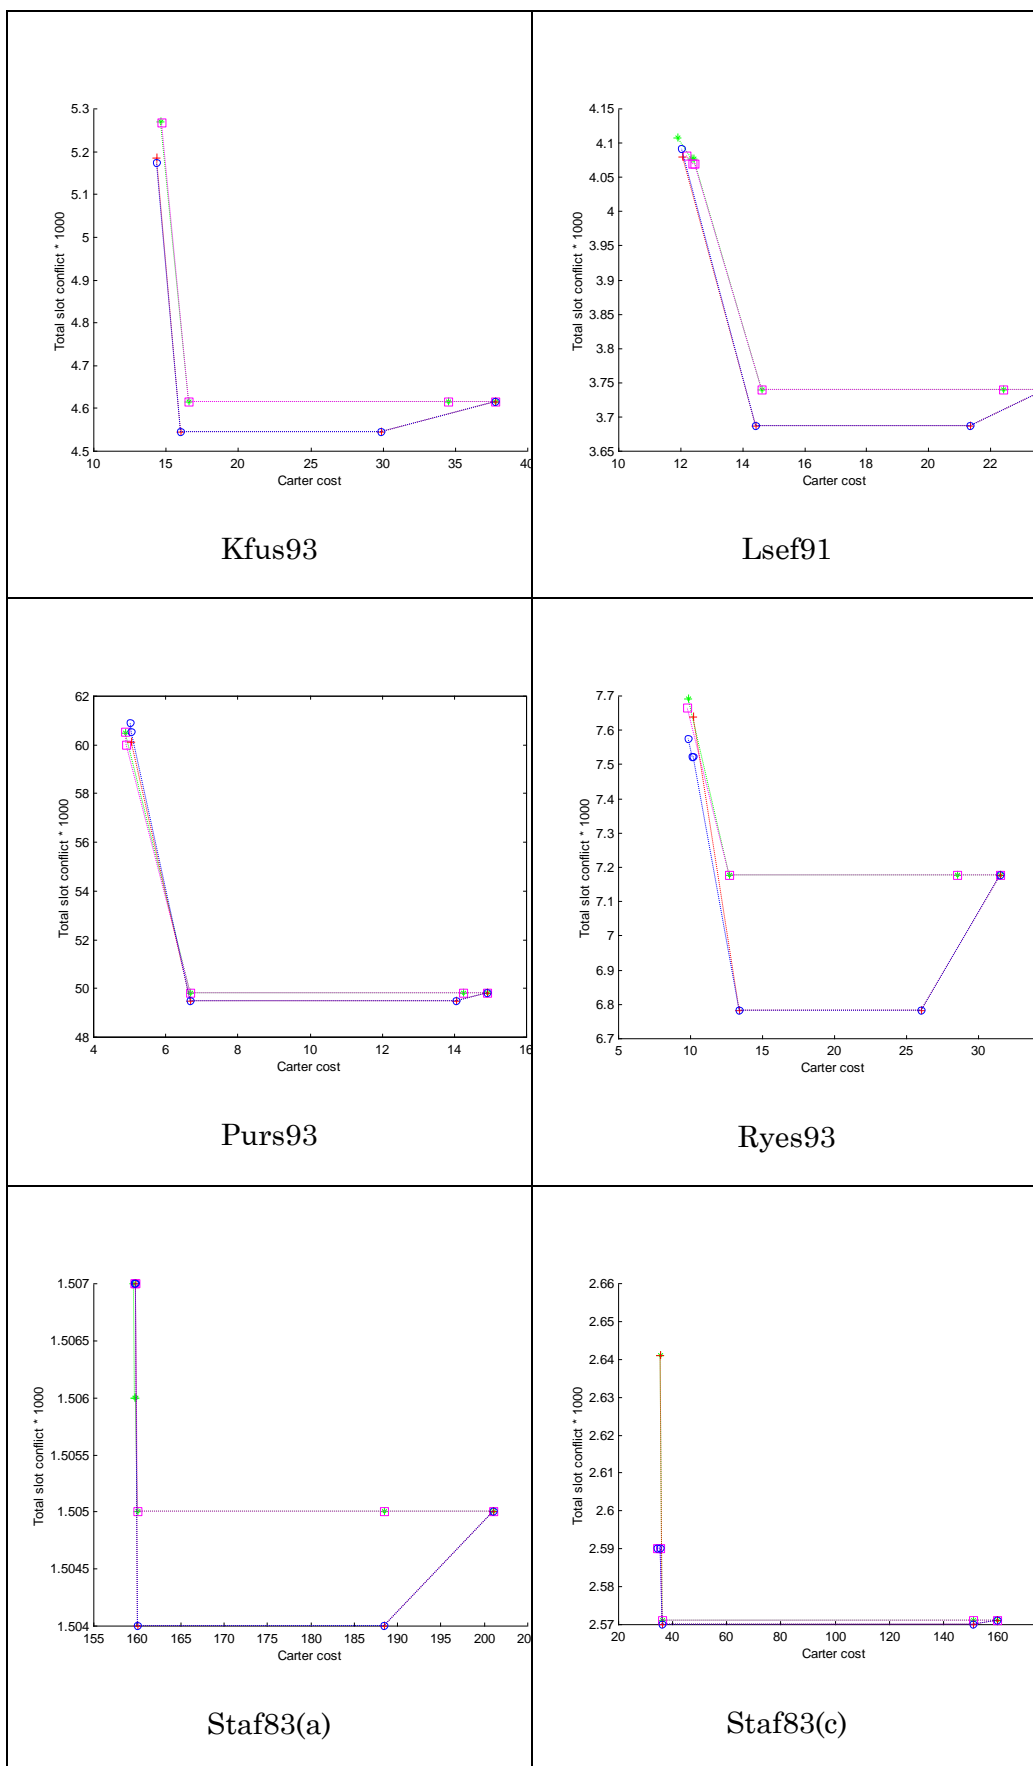 5.3
5.2
5.1
5
4.9
4.8
4.7
4.6
4.5
10 15 20 25 30 35 40
Total slot conflict * 1000
Carter cost
Kfus93
4.15
4.1
4.05
4
3.95
3.9
3.85
3.8
3.75
3.7
3.65
10 12 14 16 18 20 22
Total slot conflict * 1000
Carter cost
Lsef91
62
60
58
56
54
52
50
48
4 6 8 10 12 14 16
Total slot conflict * 1000
Carter cost
Purs93
7.7
7.6
7.5
7.4
7.3
7.2
7.1
7
6.9
6.8
6.7
5 10 15 20 25 30
Total slot conflict * 1000
Carter cost
Ryes93
1.507
1.5065
1.506
1.5055
1.505
1.5045
1.504
155 160 165 170 175 180 185 190 195 200
Total slot conflict * 1000
Carter cost
Staf83(a)
2.66
2.65
2.64
2.63
2.62
2.61
2.6
2.59
2.58
2.57
20 40 60 80 100 120 140 160
Total slot conflict * 1000
Carter cost
Staf83(c)